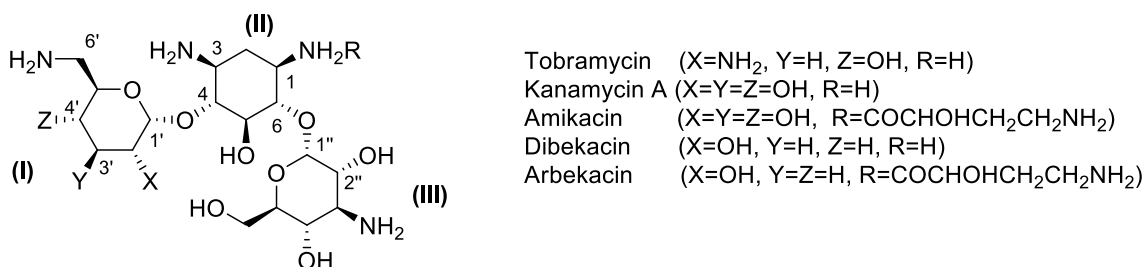 (II)
6'
H₂N
H₂N
3
NH₂R
1
4'
Z
O
4
O
6
O
1'
HO
1"
OH
(I)
3'
Y
X
O
2"
(III)
HO
NH₂
OH
Tobramycin (X=NH₂, Y=H, Z=OH, R=H)
Kanamycin A (X=Y=Z=OH, R=H)
Amikacin (X=Y=Z=OH, R=COCHOHCH₂CH₂NH₂)
Dibekacin (X=OH, Y=H, Z=H, R=H)
Arbekacin (X=OH, Y=Z=H, R=COCHOHCH₂CH₂NH₂)